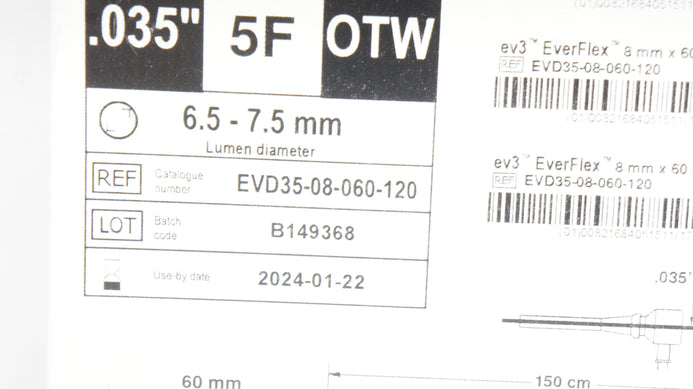 .035" 5F OTW
6.5 - 7.5 mm
Lumen diameter
REF Catalogue number EVD35-08-060-120
LOT Batch code B149368
Use-by date 2024-01-22
60 mm
150 cm
ev3™ EverFlex™ 8 mm x 60
REF EVD35-08-060-120
ev3™ EverFlex™ 8 mm x 60
REF EVD35-08-060-120
.035"